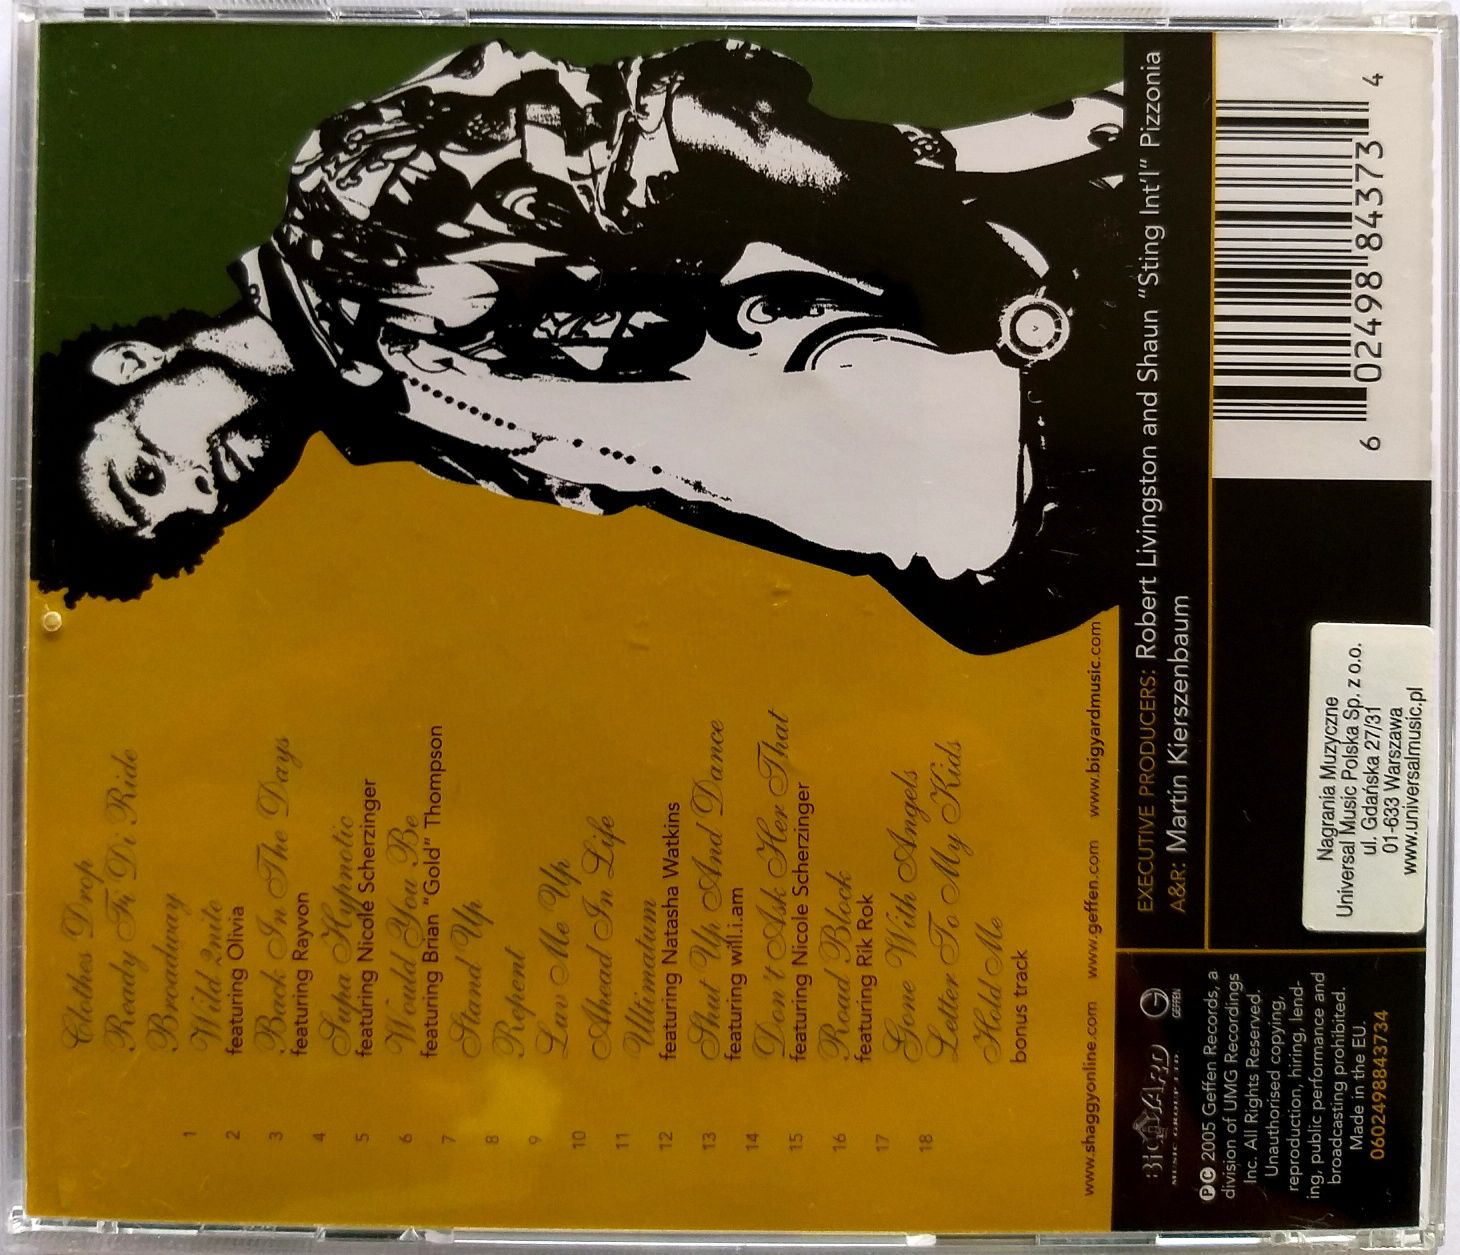 Clothes Drop
Ready Fi Di Ride
Broadway
Wild 2nite
featuring Olivia
Back In The Days
featuring Rayvon
Supa Hypnotic
featuring Nicole Scherzinger
Would You Be
featuring Brian "Gold" Thompson
Stand Up
Repent
Luv Me Up
Ahead In Life
Ultimatum
featuring Natasha Watkins
Shut Up And Dance
featuring will.i.am
Don't Ask Her That
featuring Nicole Scherzinger
Road Block
featuring Rik Rok
Gone With Angels
Letter To My Kids
Hold Me
bonus track
1
2
3
4
5
6
7
8
9
10
11
12
13
14
15
16
17
18
www.shaggyonline.com www.geffen.com www.bigyardmusic.com
EXECUTIVE PRODUCERS: Robert Livingston and Shaun "Sting Int'l" Pizzonia
A&R: Martin Kierszenbaum
BIGYARD
MUSIC GROUP LTD
GEFFEN
℗© 2005 Geffen Records, a
division of UMG Recordings
Inc. All Rights Reserved.
Unauthorised copying,
reproduction, hiring, lend-
ing, public performance and
broadcasting prohibited.
Made in the EU.
0602498843734
Nagrania Muzyczne
Universal Music Polska Sp. z o.o.
ul. Gdańska 27/31
01-633 Warszawa
www.universalmusic.pl
6 02498 84373 4